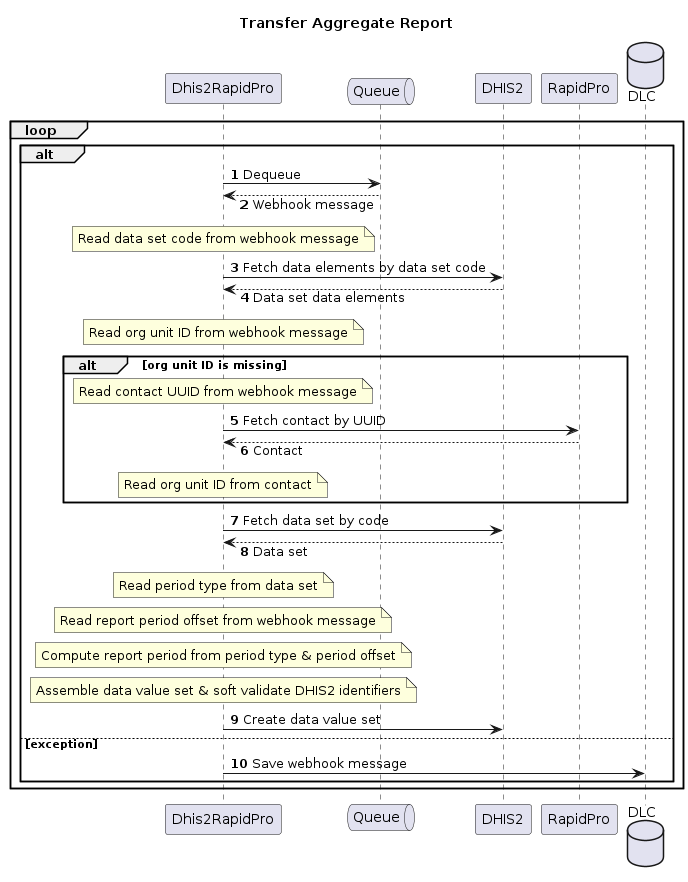 Transfer Aggregate Report
Dhis2RapidPro
Queue
DHIS2
RapidPro
DLC
loop
alt
1 Dequeue
2 Webhook message
Read data set code from webhook message
3 Fetch data elements by data set code
4 Data set data elements
Read org unit ID from webhook message
alt [org unit ID is missing]
Read contact UUID from webhook message
5 Fetch contact by UUID
6 Contact
Read org unit ID from contact
7 Fetch data set by code
8 Data set
Read period type from data set
Read report period offset from webhook message
Compute report period from period type & period offset
Assemble data value set & soft validate DHIS2 identifiers
9 Create data value set
[exception]
10 Save webhook message
Dhis2RapidPro
Queue
DHIS2
RapidPro
DLC